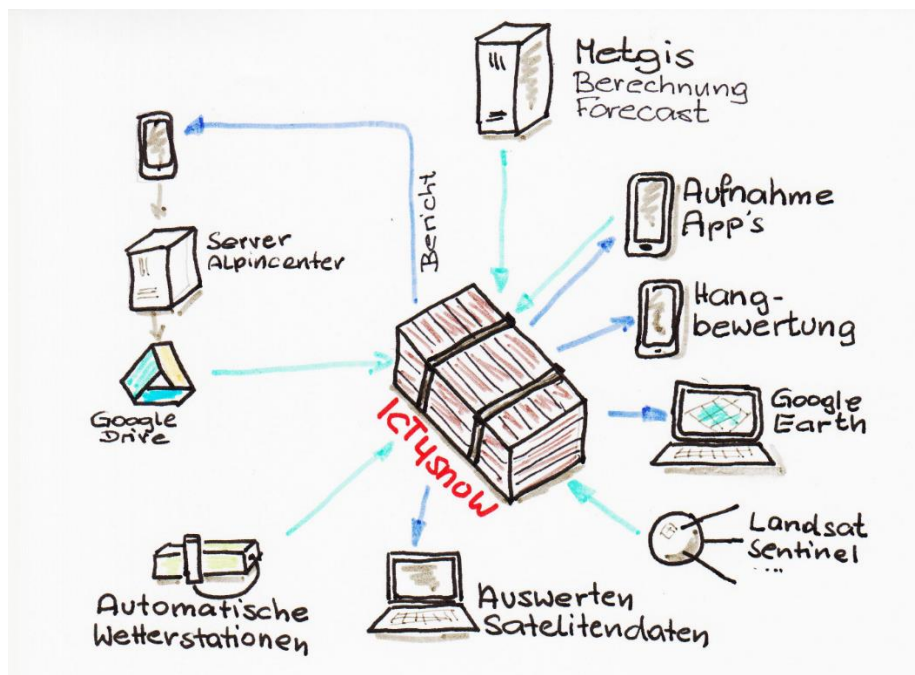 Metgis
Berechnung
Forecast
Aufnahme
App's
Server
Alpincenter
Bericht
Hang-
bewertung
Google
Drive
ICT4snow
Google
Earth
Landsat
Sentinel
....
Automatische
Wetterstationen
Auswerten
Satelitendaten